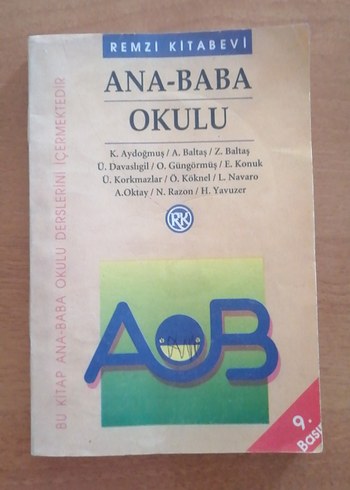 REMZİ KİTABEVİ
ANA-BABA
OKULU
K. Aydoğmuş / A. Baltaş / Z. Baltaş
Ü. Davaslıgil / O. Güngörmüş / E. Konuk
Ü. Korkmazlar / Ö. Köknel / L. Navaro
A.Oktay / N. Razon / H. Yavuzer
RK
BU KİTAP ANA-BABA OKULU DERSLERİNİ İÇERMEKTEDİR
AOB
9.
Basım